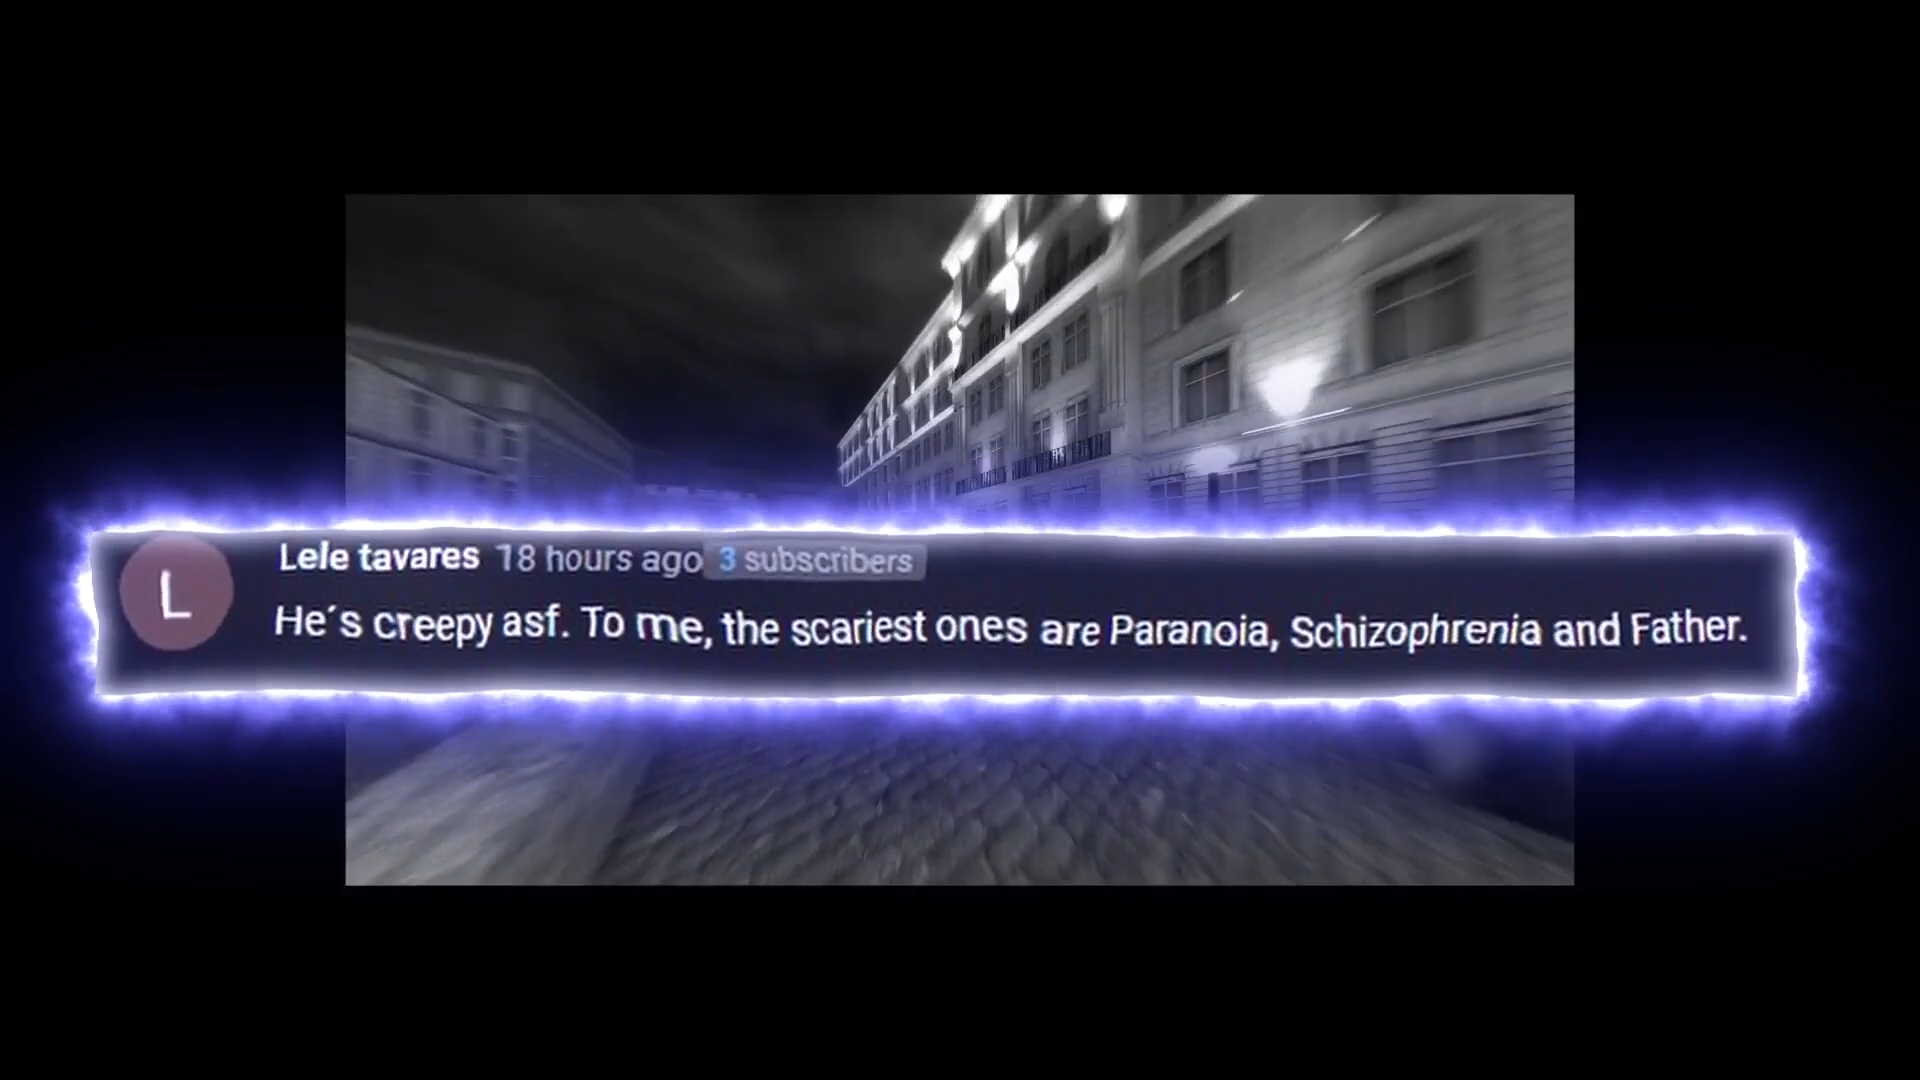 L
Lele tavares 18 hours ago 3 subscribers
He´s creepy asf. To me, the scariest ones are Paranoia, Schizophrenia and Father.